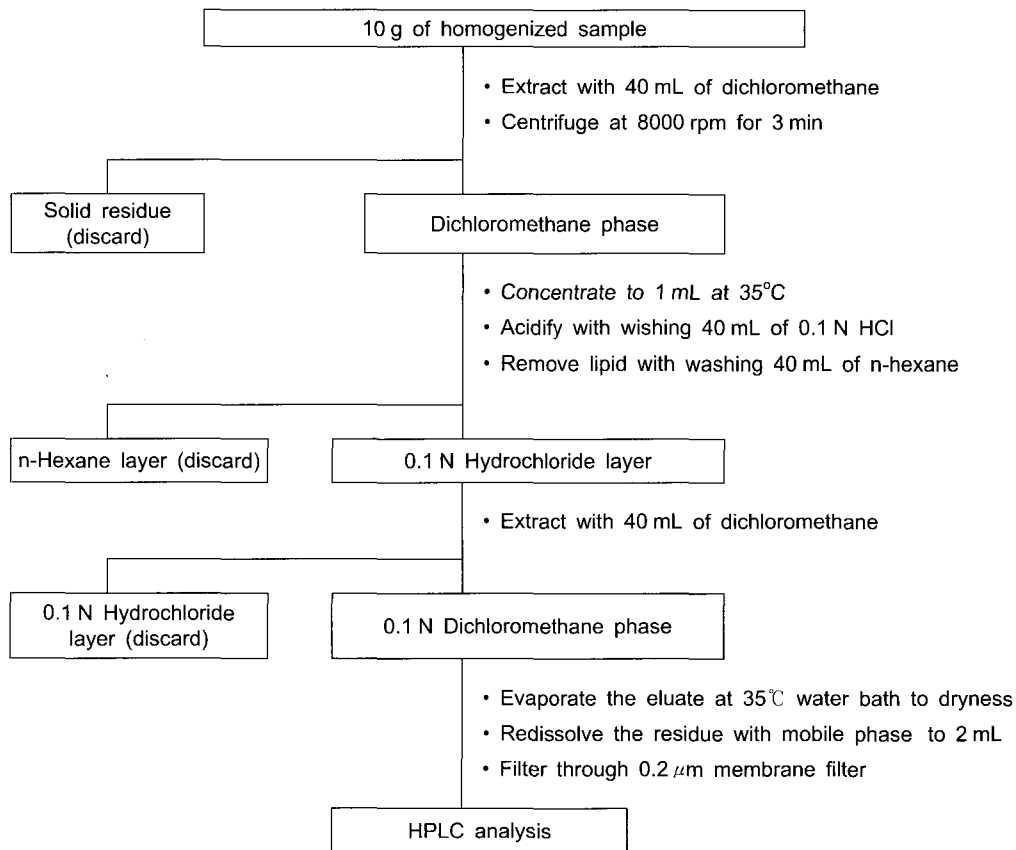 10 g of homogenized sample
• Extract with 40 mL of dichloromethane
• Centrifuge at 8000 rpm for 3 min
Solid residue
(discard)
Dichloromethane phase
• Concentrate to 1 mL at 35°C
• Acidify with wishing 40 mL of 0.1 N HCl
• Remove lipid with washing 40 mL of n-hexane
n-Hexane layer (discard)
0.1 N Hydrochloride layer
• Extract with 40 mL of dichloromethane
0.1 N Hydrochloride
layer (discard)
0.1 N Dichloromethane phase
• Evaporate the eluate at 35℃ water bath to dryness
• Redissolve the residue with mobile phase to 2 mL
• Filter through 0.2 μm membrane filter
HPLC analysis